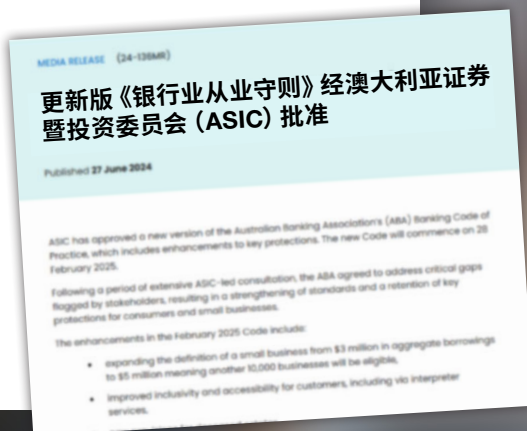 MEDIA RELEASE (24-136MR)
更新版《银行业从业守则》经澳大利亚证券
暨投资委员会（ASIC）批准
Published 27 June 2024
ASIC has approved a new version of the Australian Banking Association's (ABA) Banking Code of
Practice, which includes enhancements to key protections. The new Code will commence on 28
February 2025.
Following a period of extensive ASIC-led consultation, the ABA agreed to address critical gaps
flagged by stakeholders, resulting in a strengthening of standards and a retention of key
protections for consumers and small businesses.
The enhancements in the February 2025 Code include:
• expanding the definition of a small business from $3 million in aggregate borrowings
to $5 million meaning another 10,000 businesses will be eligible,
• improved inclusivity and accessibility for customers, including via interpreter
services,